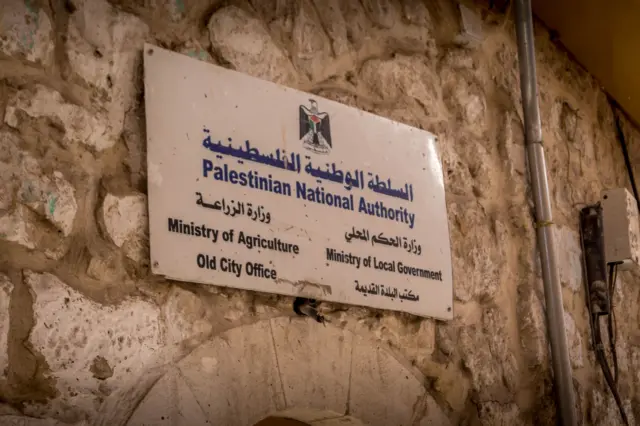 السلطة الوطنية الفلسطينية
Palestinian National Authority
وزارة الزراعة
وزارة الحكم المحلي
Ministry of Agriculture
Ministry of Local Government
Old City Office
مكتب البلدة القديمة